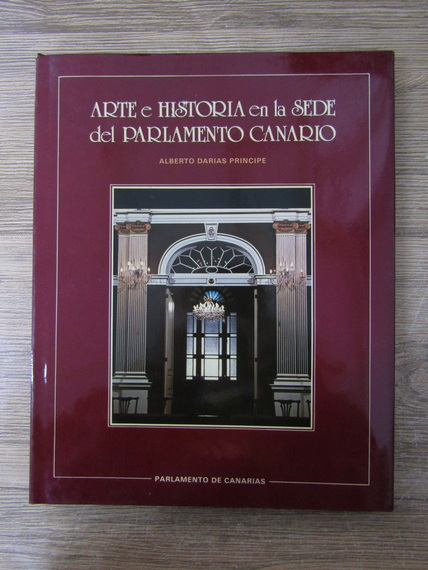 ARTE e HISTORIA en la SEDE
del PARLAMENTO CANARIO
ALBERTO DARIAS PRINCIPE
PARLAMENTO DE CANARIAS